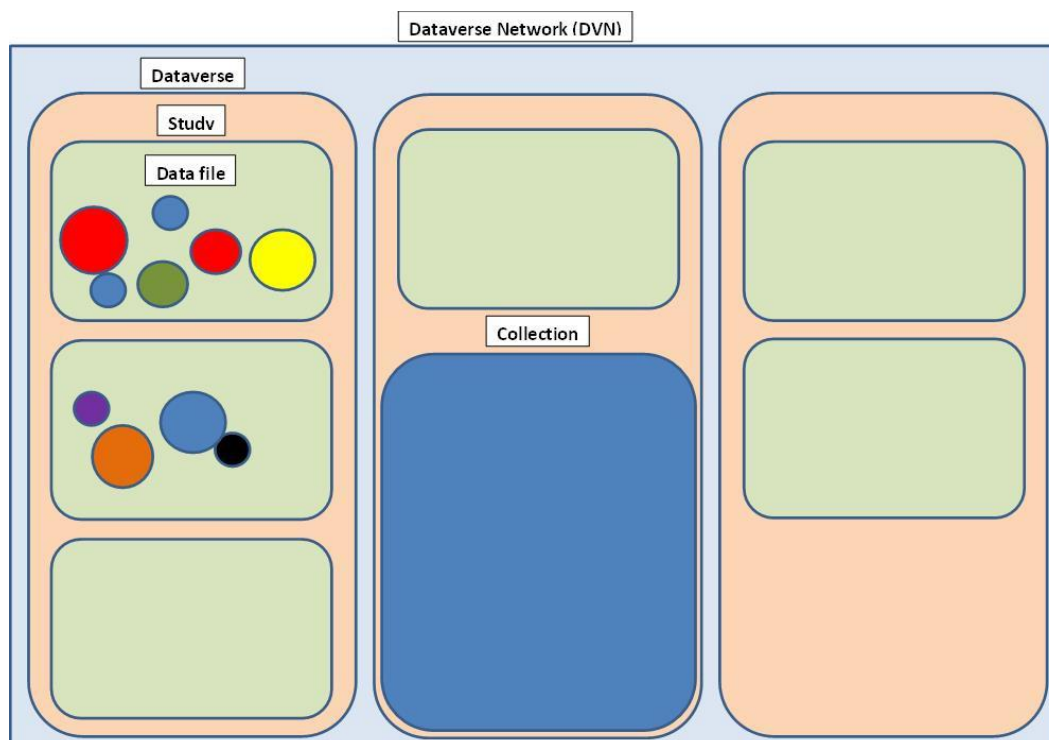 Dataverse Network (DVN)
Dataverse
Study
Data file
Collection